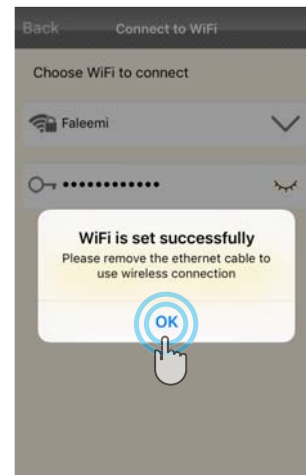 Back Connect to WiFi
Choose WiFi to connect
Faleemi
WiFi is set successfully
Please remove the ethernet cable to
use wireless connection
OK